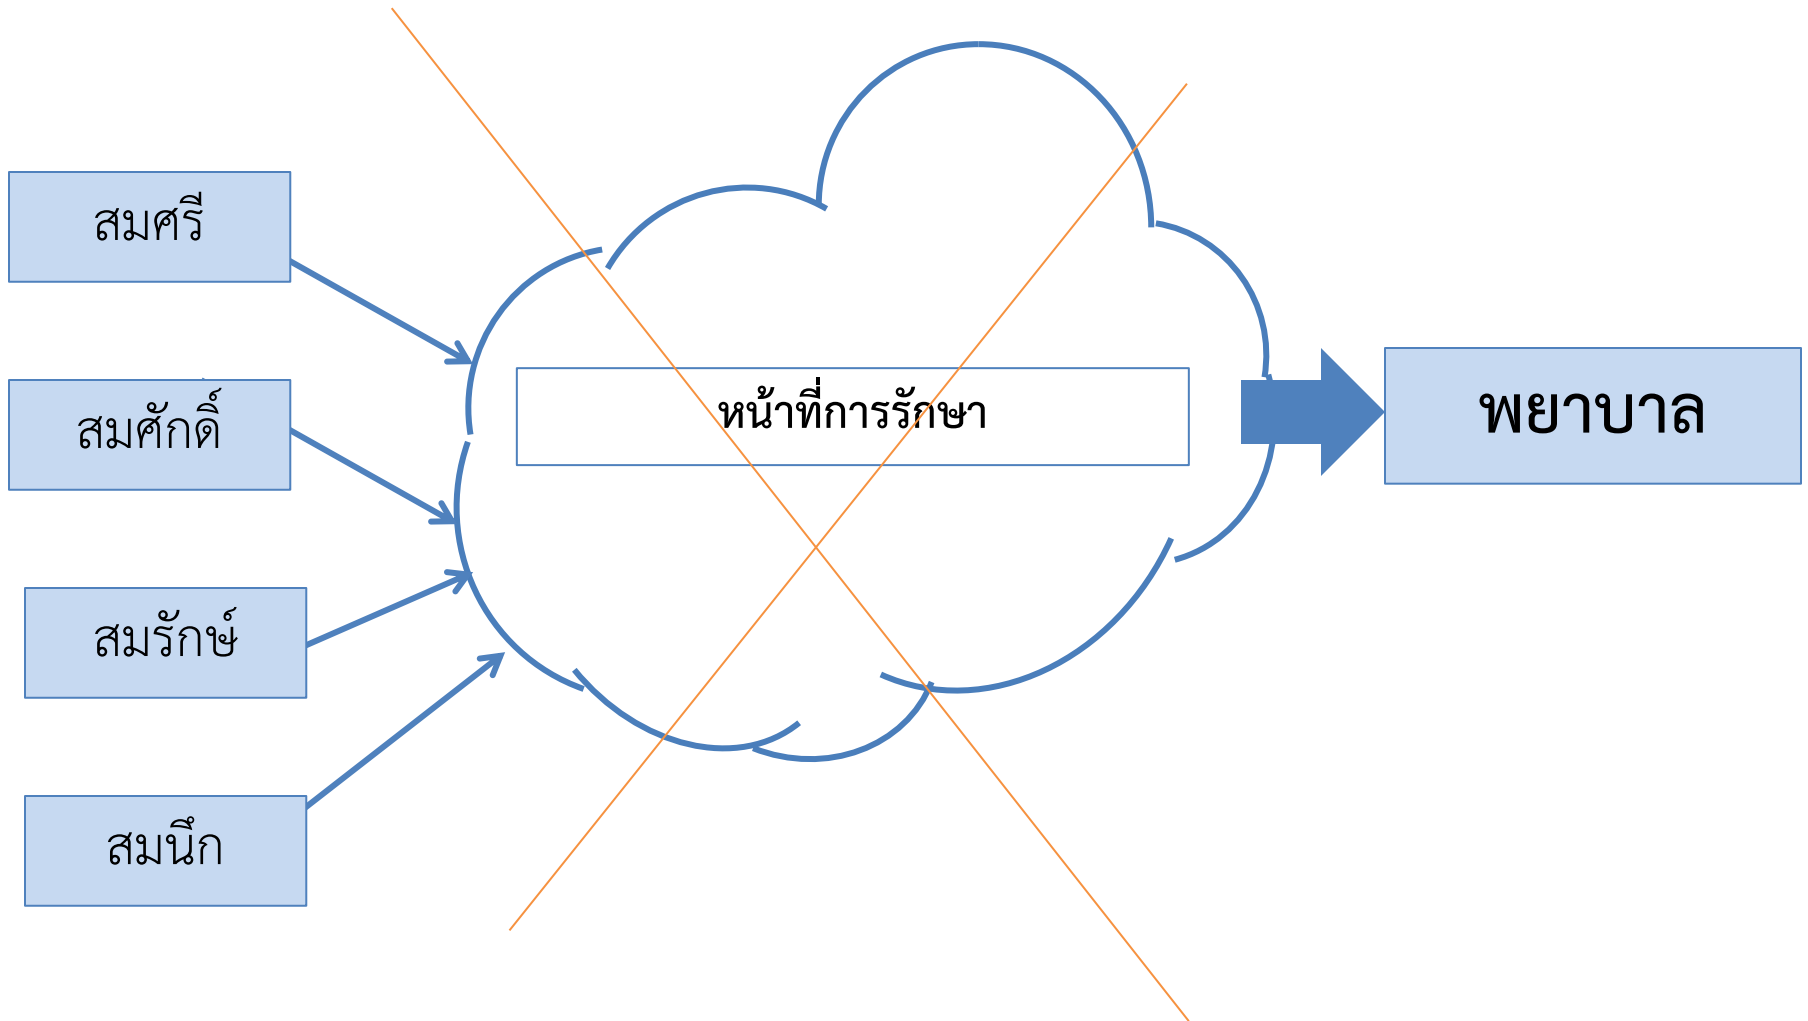 สมศรี
สมศักดิ์
หน้าที่การรักษา
พยาบาล
สมรักษ์
สมนึก